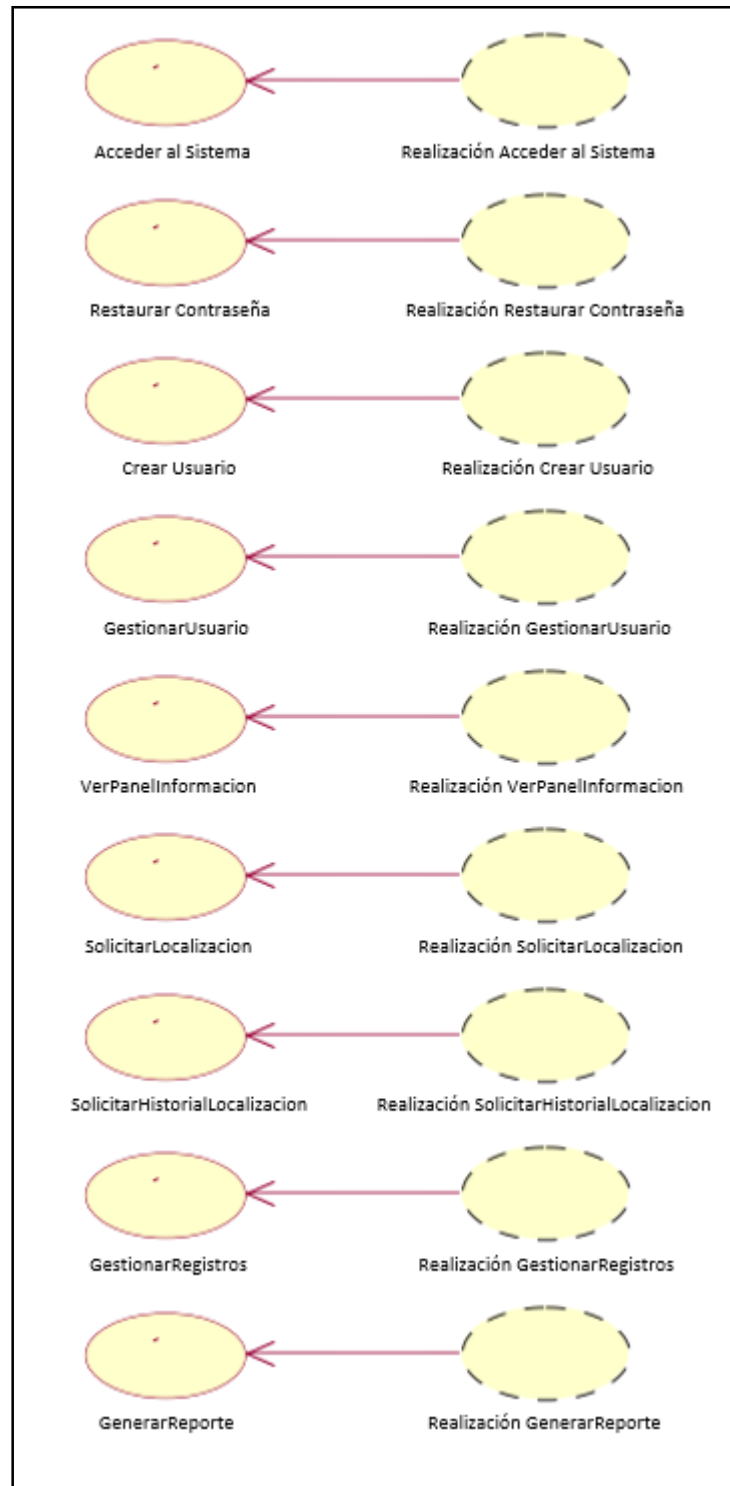 Acceder al Sistema
Realización Acceder al Sistema
Restaurar Contraseña
Realización Restaurar Contraseña
Crear Usuario
Realización Crear Usuario
GestionarUsuario
Realización GestionarUsuario
VerPanelInformacion
Realización VerPanelInformacion
SolicitarLocalizacion
Realización SolicitarLocalizacion
SolicitarHistorialLocalizacion
Realización SolicitarHistorialLocalizacion
GestionarRegistros
Realización GestionarRegistros
GenerarReporte
Realización GenerarReporte